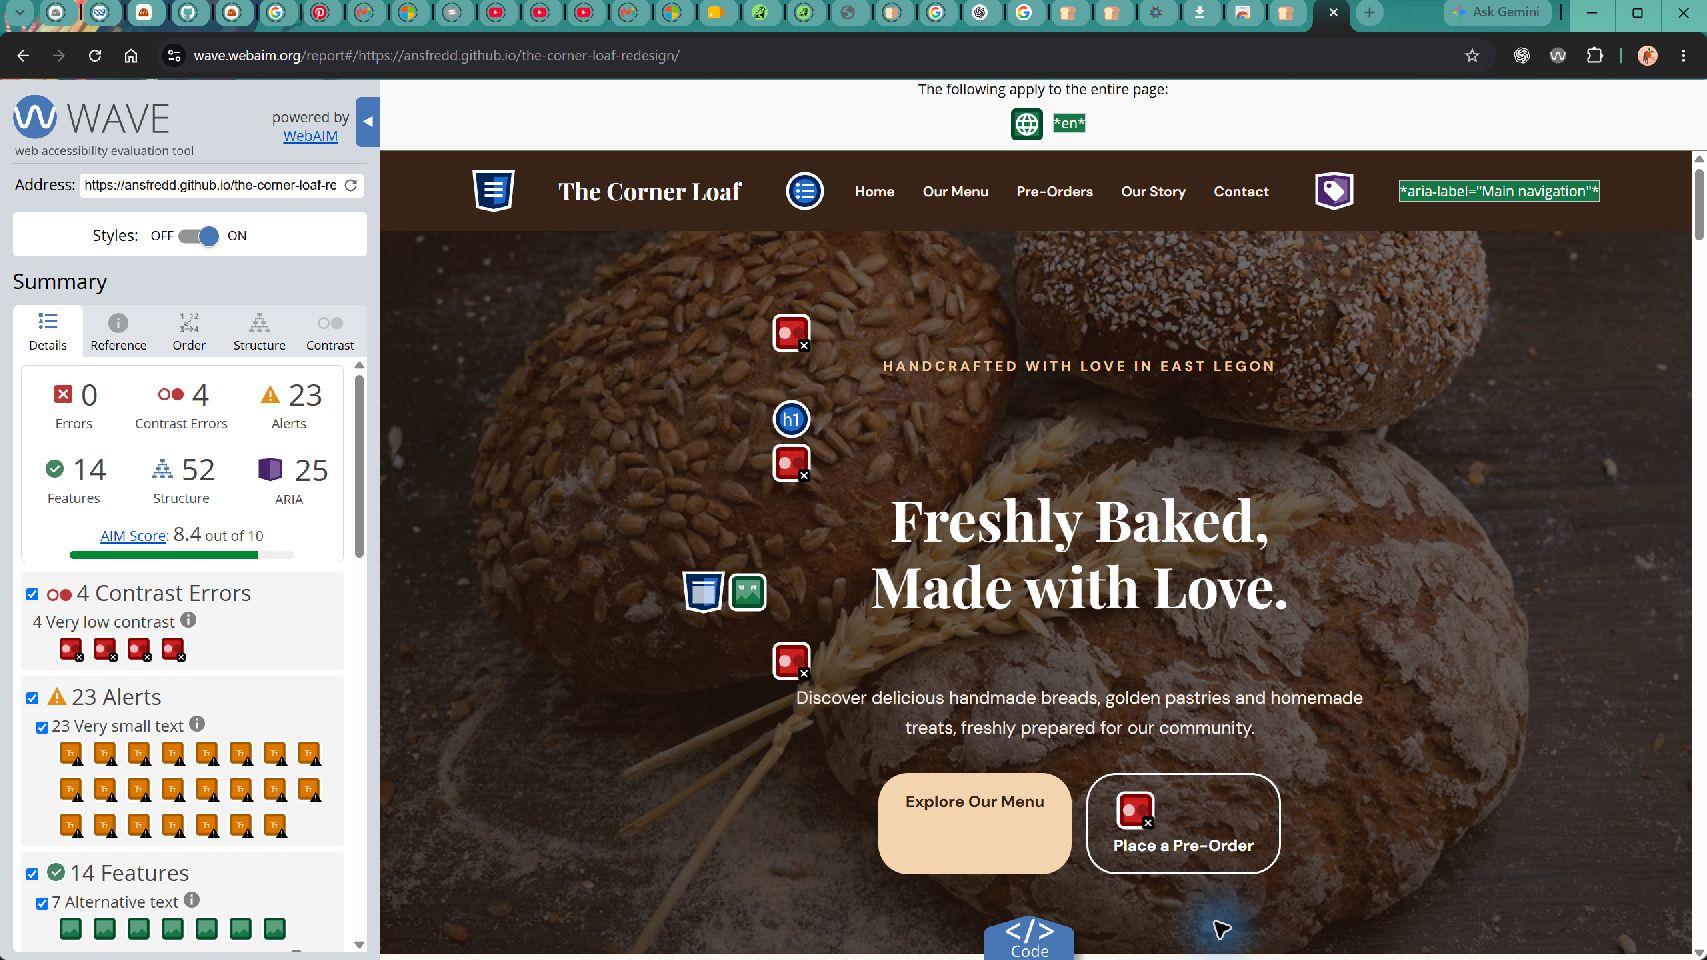 Ask Gemini
wave.webaim.org/report#/https://ansfredd.github.io/the-corner-loaf-redesign/
WAVE
powered by
WebAIM
web accessibility evaluation tool
Address: https://ansfredd.github.io/the-corner-loaf-re
Styles: OFF ON
Summary
Details Reference Order Structure Contrast
0 4 23
Errors Contrast Errors Alerts
14 52 25
Features Structure ARIA
AIM Score: 8.4 out of 10
4 Contrast Errors
4 Very low contrast
23 Alerts
23 Very small text
14 Features
7 Alternative text
The following apply to the entire page:
*en*
The Corner Loaf Home Our Menu Pre-Orders Our Story Contact *aria-label="Main navigation"*
HANDCRAFTED WITH LOVE IN EAST LEGON
h1
Freshly Baked,
Made with Love.
Discover delicious handmade breads, golden pastries and homemade
treats, freshly prepared for our community.
Explore Our Menu
Place a Pre-Order
</>
Code